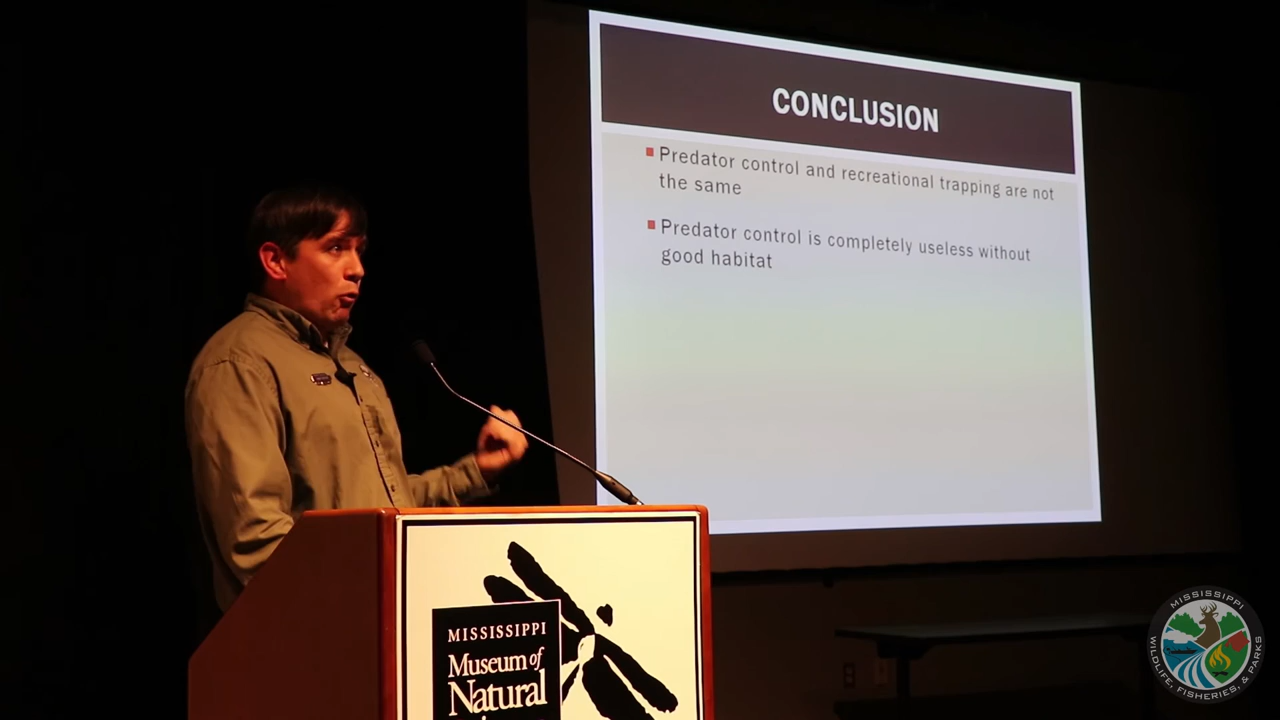 CONCLUSION
Predator control and recreational trapping are not
the same
Predator control is completely useless without
good habitat
MISSISSIPPI
Museum of
Natural
MISSISSIPPI
WILDLIFE, FISHERIES, & PARKS